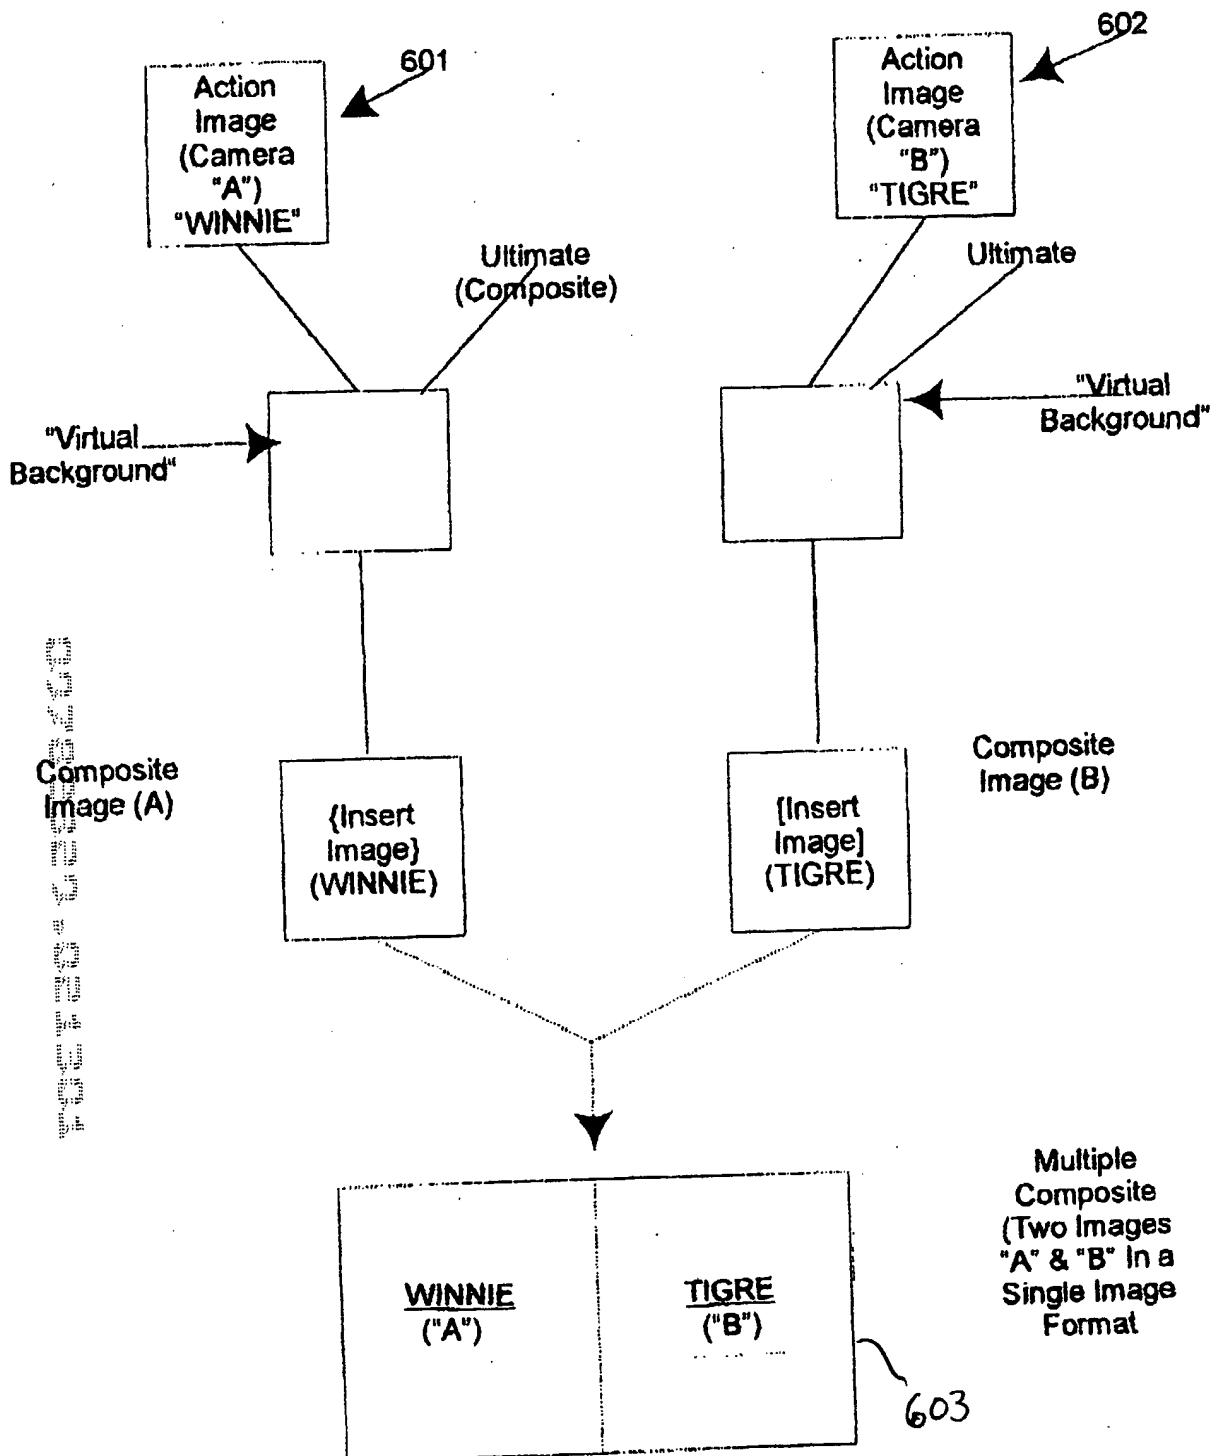 601
Action
Image
(Camera
"A")
"WINNIE"
602
Action
Image
(Camera
"B")
"TIGRE"
Ultimate
(Composite)
Ultimate
"Virtual
Background"
"Virtual
Background"
Composite
Image (A)
{Insert
Image}
(WINNIE)
[Insert
Image]
(TIGRE)
Composite
Image (B)
WINNIE
("A")
TIGRE
("B")
Multiple
Composite
(Two Images
"A" & "B" In a
Single Image
Format
603